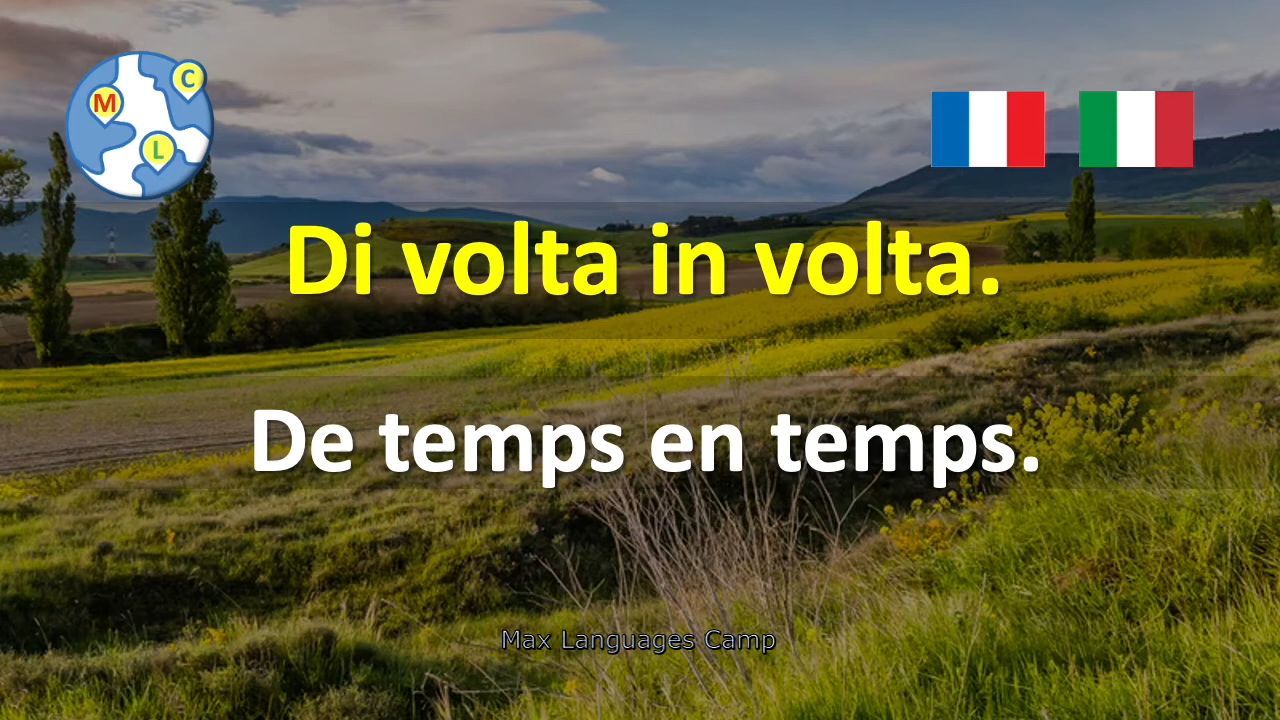 M
C
L
Di volta in volta.
De temps en temps.
Max Languages Camp